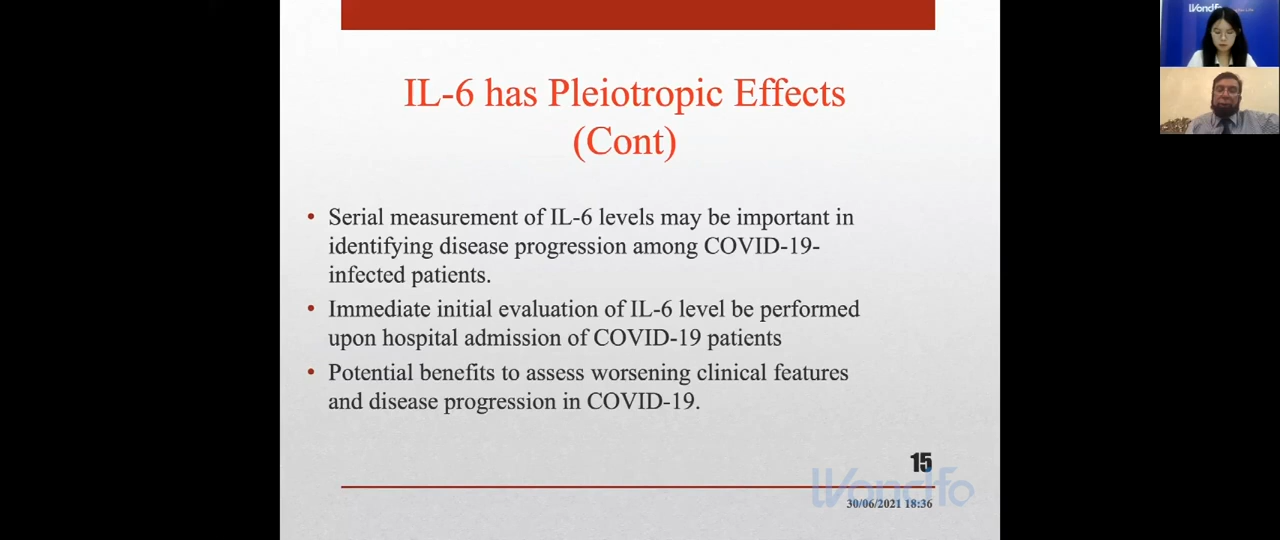 Wondfo
IL-6 has Pleiotropic Effects
(Cont)
• Serial measurement of IL-6 levels may be important in
identifying disease progression among COVID-19-
infected patients.
• Immediate initial evaluation of IL-6 level be performed
upon hospital admission of COVID-19 patients
• Potential benefits to assess worsening clinical features
and disease progression in COVID-19.
15
Wondfo
30/06/2021 18:36